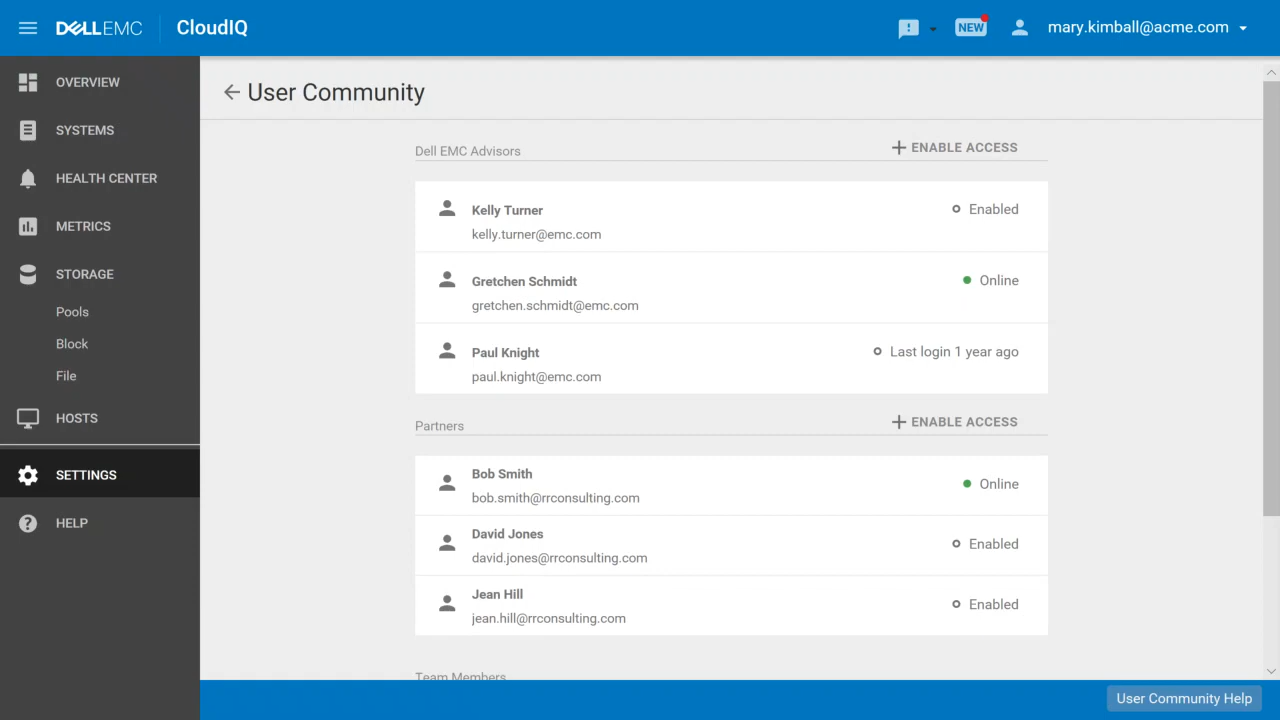 DELLEMC CloudIQ
NEW
mary.kimball@acme.com
OVERVIEW
SYSTEMS
HEALTH CENTER
METRICS
STORAGE
Pools
Block
File
HOSTS
SETTINGS
HELP
User Community
Dell EMC Advisors
ENABLE ACCESS
Kelly Turner
Enabled
kelly.turner@emc.com
Gretchen Schmidt
Online
gretchen.schmidt@emc.com
Paul Knight
Last login 1 year ago
paul.knight@emc.com
Partners
ENABLE ACCESS
Bob Smith
Online
bob.smith@rrconsulting.com
David Jones
Enabled
david.jones@rrconsulting.com
Jean Hill
Enabled
jean.hill@rrconsulting.com
Team Members
User Community Help